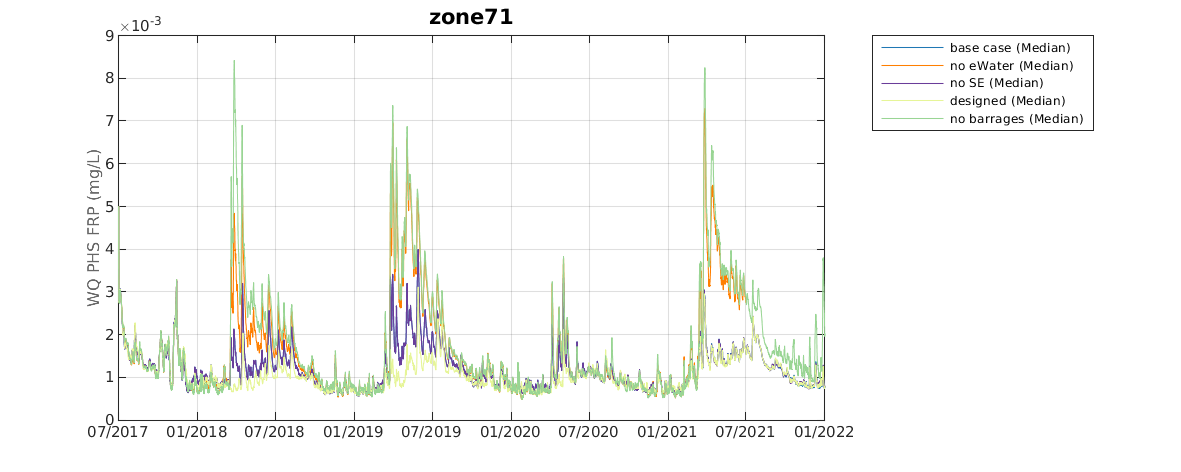 zone71
×10-3
9
8
7
6
5
4
3
2
1
0
WQ PHS FRP (mg/L)
07/2017 01/2018 07/2018 01/2019 07/2019 01/2020 07/2020 01/2021 07/2021 01/2022
base case (Median)
no eWater (Median)
no SE (Median)
designed (Median)
no barrages (Median)